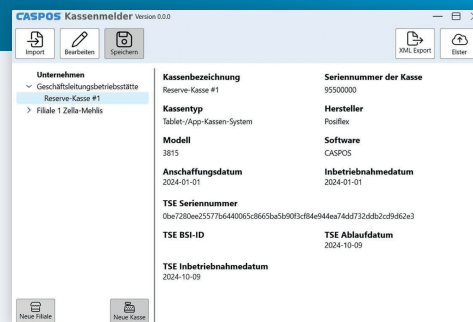 CASPOS Kassenmelder Version 0.0.0
Import
Bearbeiten
Speichern
XML Export
Elster
Unternehmen
Geschäftsleitungsbetriebsstätte
Reserve-Kasse #1
Filiale 1 Zella-Mehlis
Kassenbezeichnung
Reserve-Kasse #1
Seriennummer der Kasse
95500000
Kassentyp
Tablet-/App-Kassen-System
Hersteller
Posiflex
Modell
3815
Software
CASPOS
Anschaffungsdatum
2024-01-01
Inbetriebnahmedatum
2024-01-01
TSE Seriennummer
0be7280ee25577b6440065c8665ba5b90f3cf84e944ea74dd732ddb2cd9d62e3
TSE BSI-ID
TSE Ablaufdatum
2024-10-09
TSE Inbetriebnahmedatum
2024-10-09
Neue Filiale
Neue Kasse